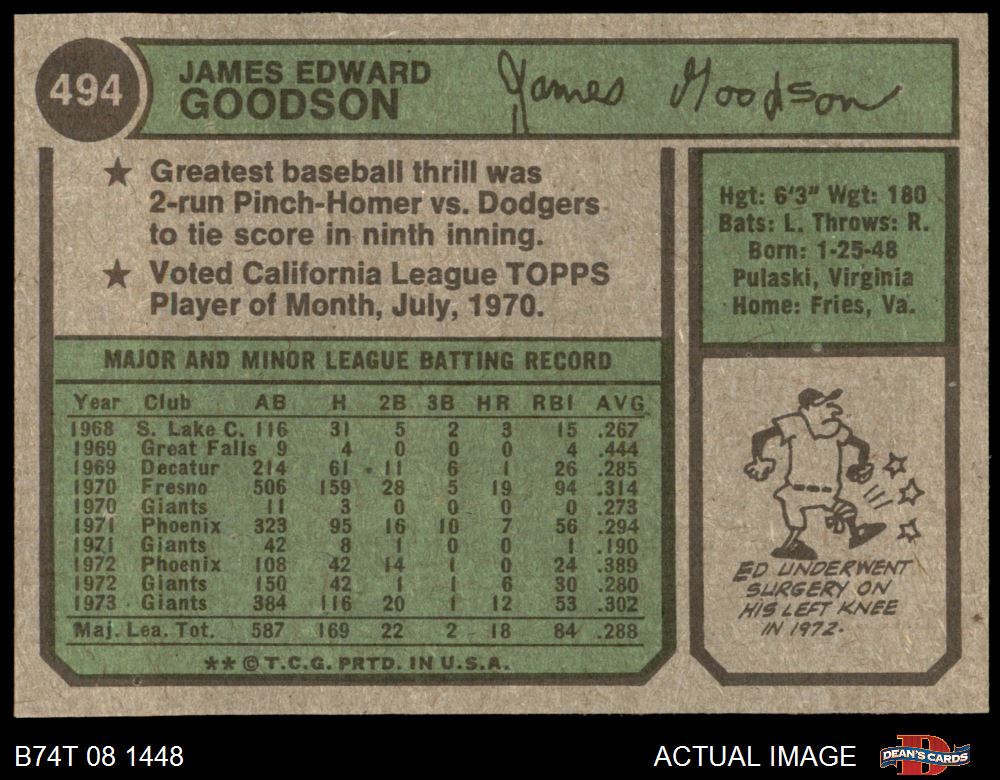 494
JAMES EDWARD
GOODSON
James Goodson
★ Greatest baseball thrill was
2-run Pinch-Homer vs. Dodgers
to tie score in ninth inning.
★ Voted California League TOPPS
Player of Month, July, 1970.
Hgt: 6'3" Wgt: 180
Bats: L. Throws: R.
Born: 1-25-48
Pulaski, Virginia
Home: Fries, Va.
MAJOR AND MINOR LEAGUE BATTING RECORD
Year Club AB H 2B 3B HR RBI AVG
1968 S. Lake C. 116 31 5 2 3 15 .267
1969 Great Falls 9 4 0 0 0 4 .444
1969 Decatur 214 61 11 6 1 26 .285
1970 Fresno 506 159 28 5 19 94 .314
1970 Giants 11 3 0 0 0 0 .273
1971 Phoenix 323 95 16 10 7 56 .294
1971 Giants 42 8 1 0 0 1 .190
1972 Phoenix 108 42 14 1 0 24 .389
1972 Giants 150 42 1 1 6 30 .280
1973 Giants 384 116 20 1 12 53 .302
Maj. Lea. Tot. 587 169 22 2 18 84 .288
** © T.C.G. PRTD. IN U.S.A.
ED UNDERWENT
SURGERY ON
HIS LEFT KNEE
IN 1972.
B74T 08 1448
ACTUAL IMAGE
DEAN'S CARDS